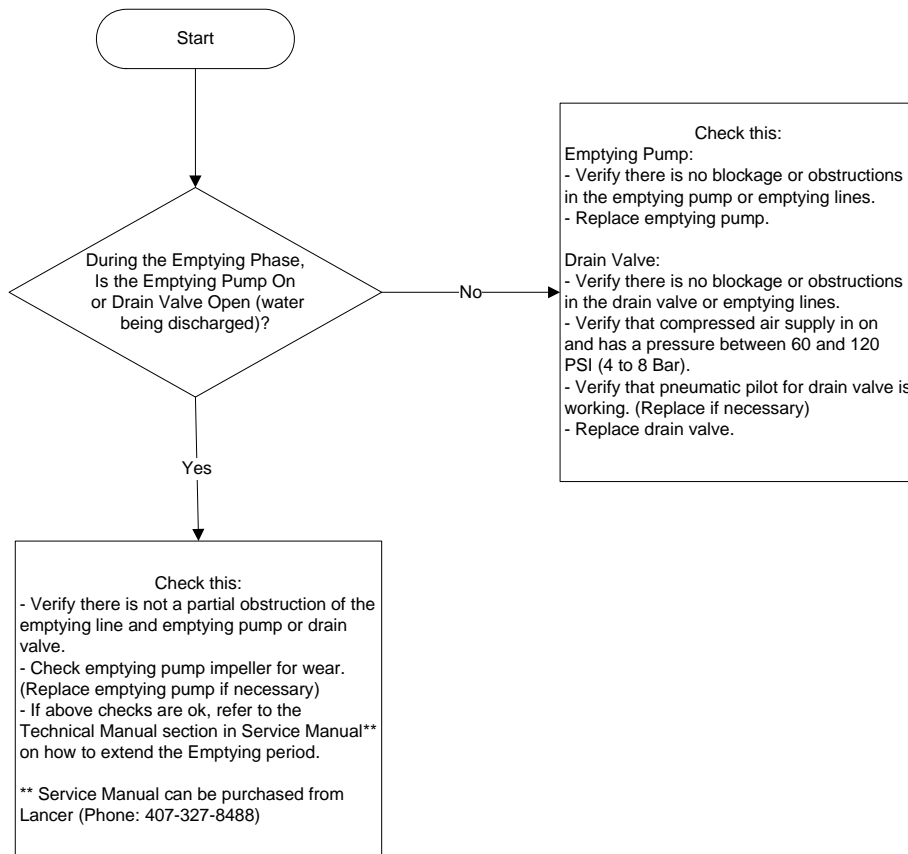 Start
During the Emptying Phase,
Is the Emptying Pump On
or Drain Valve Open (water
being discharged)?
No
Check this:
Emptying Pump:
- Verify there is no blockage or obstructions
in the emptying pump or emptying lines.
- Replace emptying pump.
Drain Valve:
- Verify there is no blockage or obstructions
in the drain valve or emptying lines.
- Verify that compressed air supply in on
and has a pressure between 60 and 120
PSI (4 to 8 Bar).
- Verify that pneumatic pilot for drain valve is
working. (Replace if necessary)
- Replace drain valve.
Yes
Check this:
- Verify there is not a partial obstruction of the
emptying line and emptying pump or drain
valve.
- Check emptying pump impeller for wear.
(Replace emptying pump if necessary)
- If above checks are ok, refer to the
Technical Manual section in Service Manual**
on how to extend the Emptying period.
** Service Manual can be purchased from
Lancer (Phone: 407-327-8488)